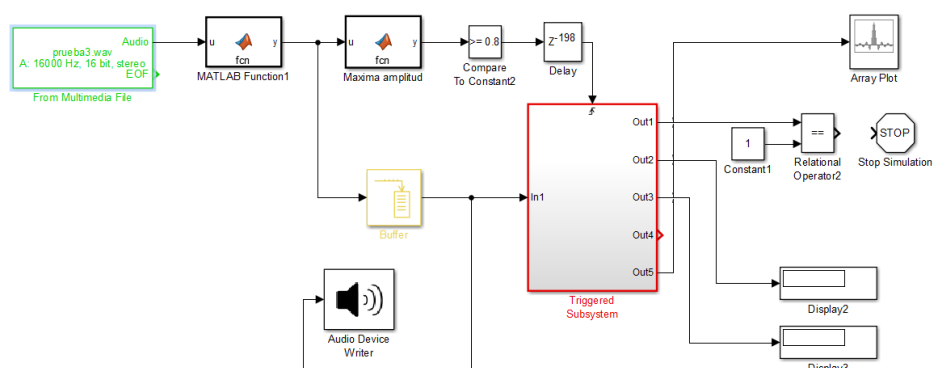 Audio
prueba3.wav
A: 16000 Hz, 16 bit, stereo
EOF
From Multimedia File
u
y
fcn
MATLAB Function1
u
y
fcn
Maxima amplitud
>= 0.8
Compare
To Constant2
Z-198
Delay
Array Plot
Out1
Out2
In1
Out3
Out4
Out5
Triggered
Subsystem
1
Constant1
==
Relational
Operator2
STOP
Stop Simulation
Buffer
Audio Device
Writer
Display2
Display3